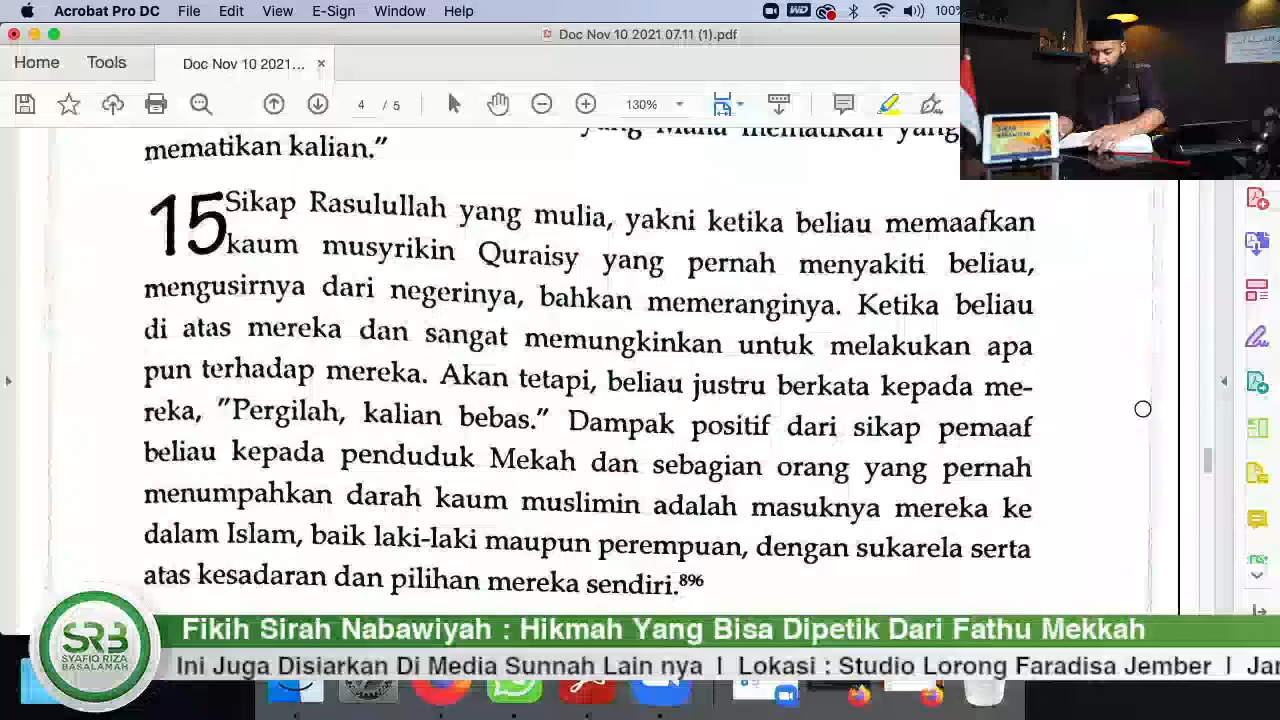 Acrobat Pro DC File Edit View E-Sign Window Help
WD
100%
Doc Nov 10 2021 07.11 (1).pdf
Home Tools Doc Nov 10 2021... ×
4 / 5 130%
yang Maha mematikan yang
mematikan kalian.”
15 Sikap Rasulullah yang mulia, yakni ketika beliau memaafkan
kaum musyrikin Quraisy yang pernah menyakiti beliau,
mengusirnya dari negerinya, bahkan memeranginya. Ketika beliau
di atas mereka dan sangat memungkinkan untuk melakukan apa
pun terhadap mereka. Akan tetapi, beliau justru berkata kepada me-
reka, ”Pergilah, kalian bebas.” Dampak positif dari sikap pemaaf
beliau kepada penduduk Mekah dan sebagian orang yang pernah
menumpahkan darah kaum muslimin adalah masuknya mereka ke
dalam Islam, baik laki-laki maupun perempuan, dengan sukarela serta
atas kesadaran dan pilihan mereka sendiri.⁸⁹⁶
SRB
SYAFIQ RIZA
BASALAMAH
Fikih Sirah Nabawiyah : Hikmah Yang Bisa Dipetik Dari Fathu Mekkah
Ini Juga Disiarkan Di Media Sunnah Lain nya I Lokasi : Studio Lorong Faradisa Jember I Jar